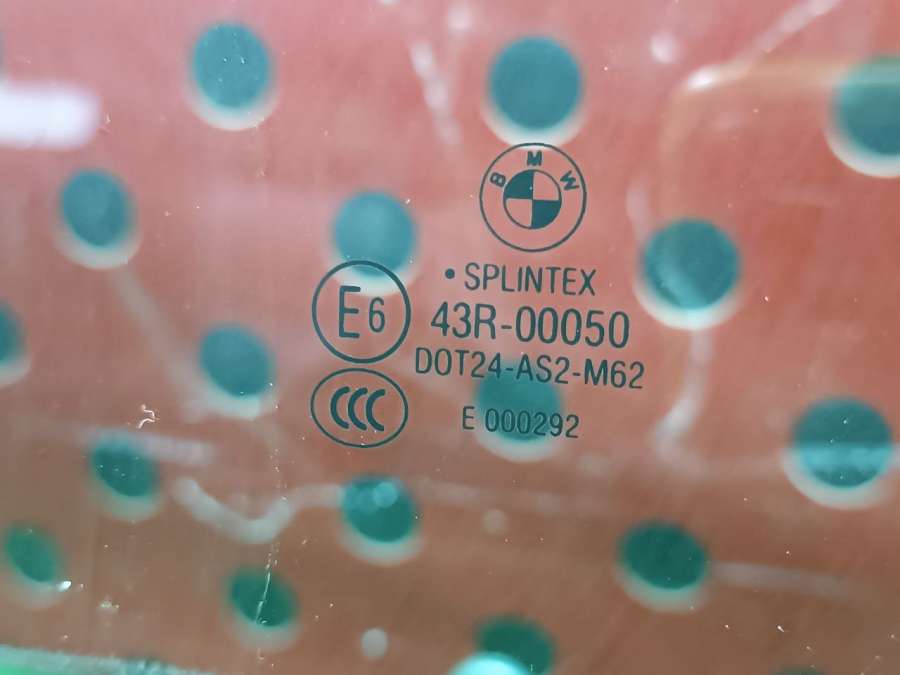 BMW
• SPLINTEX
E6
43R-00050
DOT24-AS2-M62
CCC
E 000292